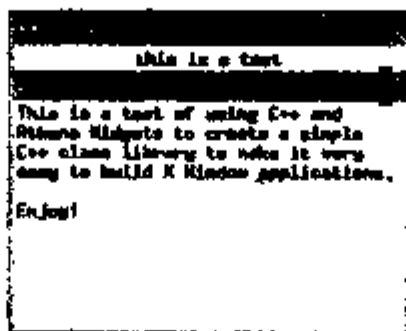 this is a test
This is a test of using C++ and
Athena Widgets to create a simple
C++ class library to make it very
easy to build X Window applications.
Enjoy!